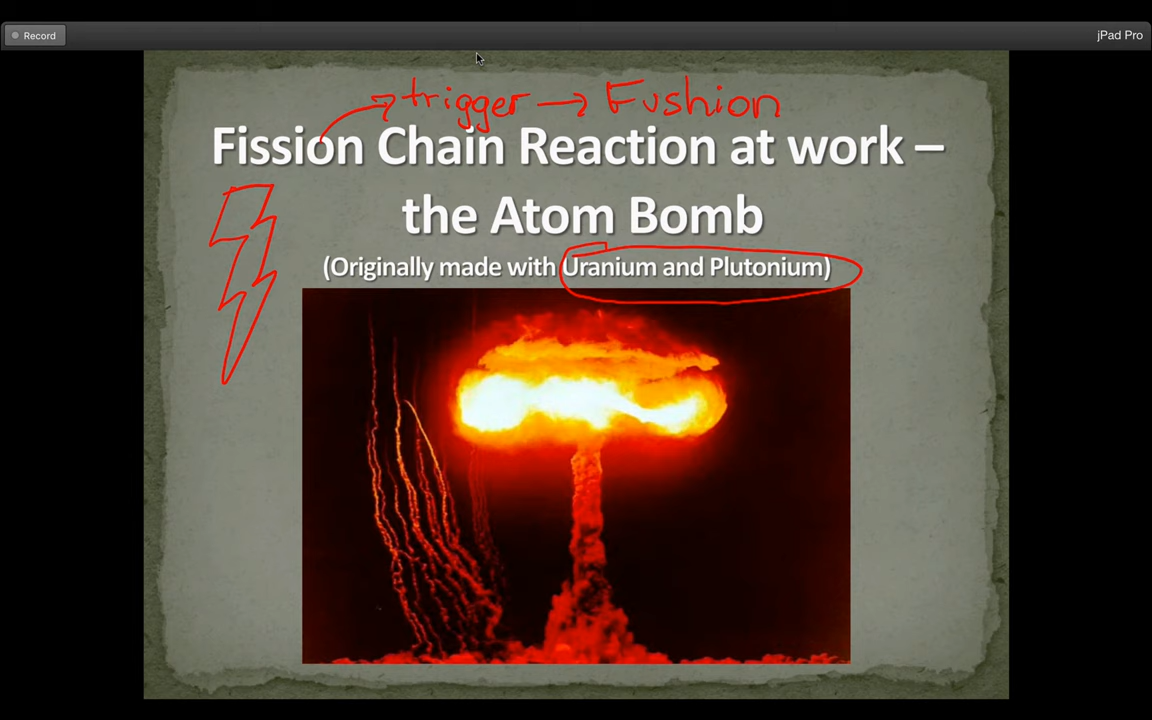 Record
jPad Pro
trigger → Fushion
Fission Chain Reaction at work –
the Atom Bomb
(Originally made with Uranium and Plutonium)